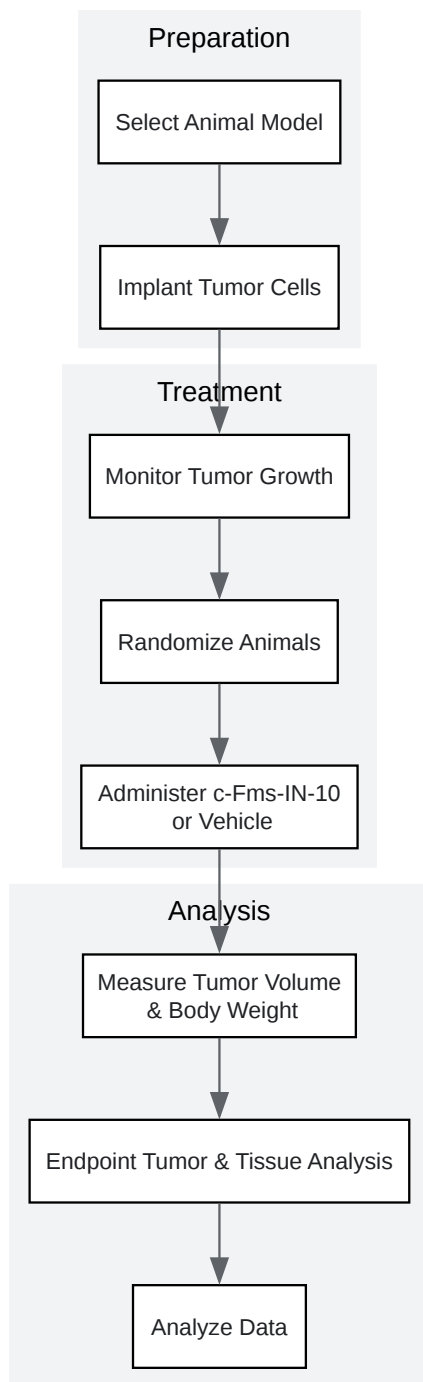 Preparation
Select Animal Model
Implant Tumor Cells
Treatment
Monitor Tumor Growth
Randomize Animals
Administer c-Fms-IN-10
or Vehicle
Analysis
Measure Tumor Volume
& Body Weight
Endpoint Tumor & Tissue Analysis
Analyze Data